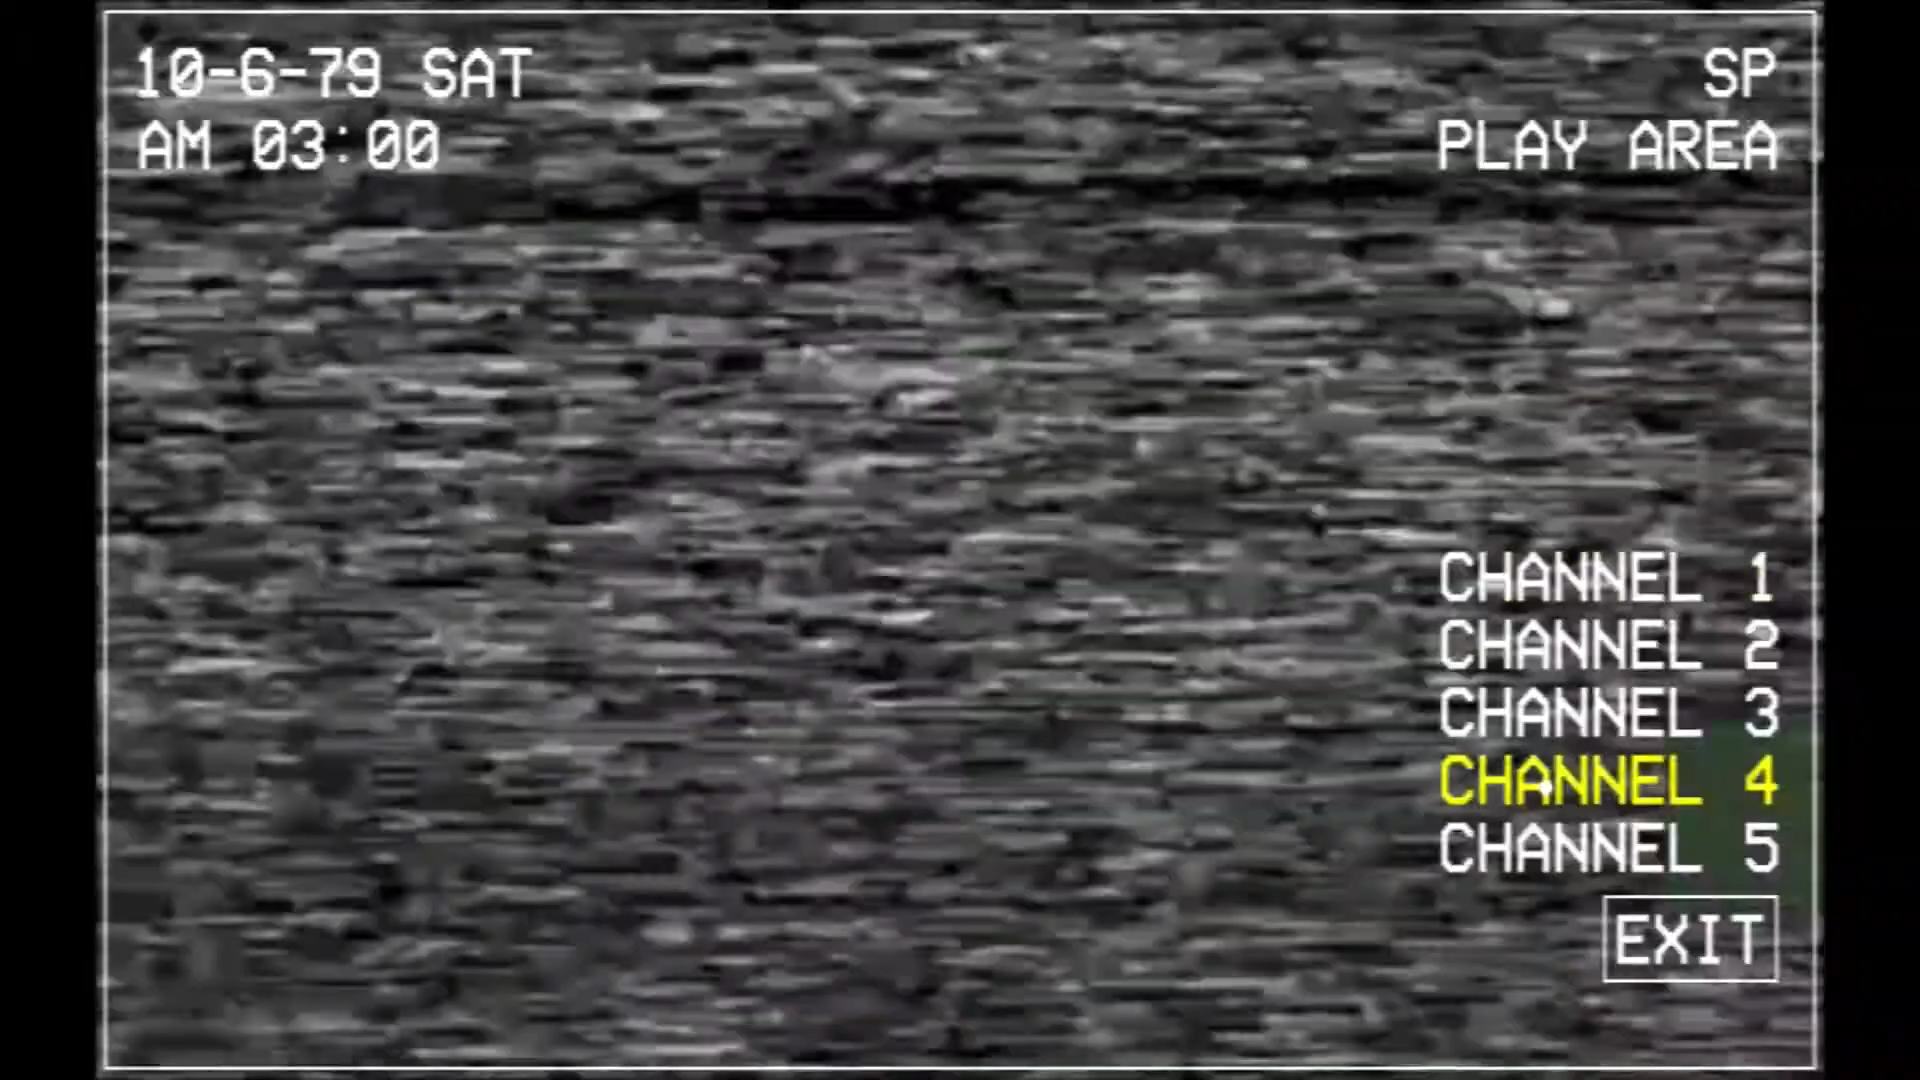 10-6-79 SAT
AM 03:00
SP
PLAY AREA
CHANNEL 1
CHANNEL 2
CHANNEL 3
CHANNEL 4
CHANNEL 5
EXIT